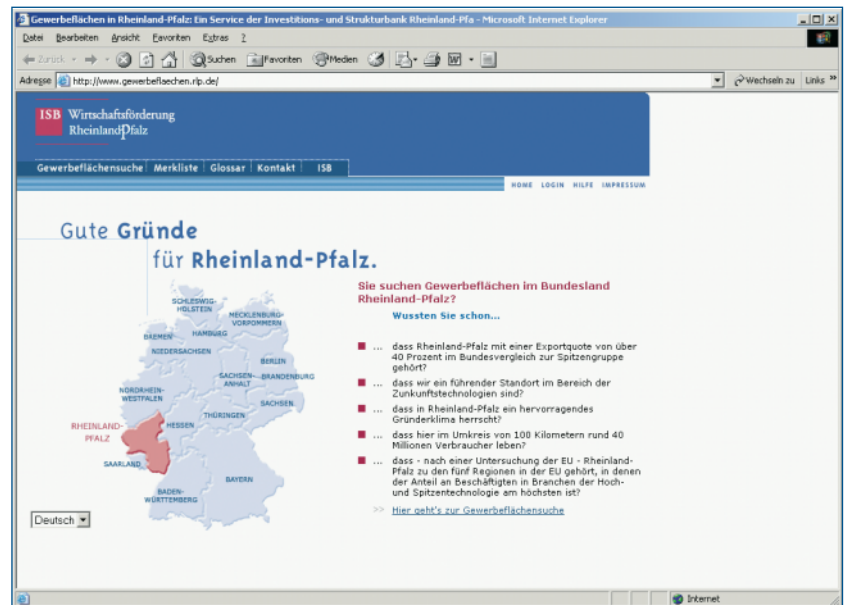 Gewerbeflächen in Rheinland-Pfalz: Ein Service der Investitions- und Strukturbank Rheinland-Pfa - Microsoft Internet Explorer
Datei Bearbeiten Ansicht Favoriten Extras ?
Zurück Suchen Favoriten Medien
Adresse http://www.gewerbeflaechen.rlp.de/ Wechseln zu Links »
ISB Wirtschaftsförderung
RheinlandPfalz
Gewerbeflächensuche Merkliste Glossar Kontakt ISB
HOME LOGIN HILFE IMPRESSUM
Gute Gründe
für Rheinland-Pfalz.
Sie suchen Gewerbeflächen im Bundesland
Rheinland-Pfalz?
Wussten Sie schon...
... dass Rheinland-Pfalz mit einer Exportquote von über
40 Prozent im Bundesvergleich zur Spitzengruppe
gehört?
... dass wir ein führender Standort im Bereich der
Zunkunftstechnologien sind?
... dass in Rheinland-Pfalz ein hervorragendes
Gründerklima herrscht?
... dass hier im Umkreis von 100 Kilometern rund 40
Millionen Verbraucher leben?
... dass - nach einer Untersuchung der EU - Rheinland-
Pfalz zu den fünf Regionen in der EU gehört, in denen
der Anteil an Beschäftigten in Branchen der Hoch-
und Spitzentechnologie am höchsten ist?
>> Hier geht's zur Gewerbeflächensuche
SCHLESWIG-
HOLSTEIN
MECKLENBURG-
VORPOMMERN
HAMBURG
BREMEN
NIEDERSACHSEN
BERLIN
SACHSEN-
ANHALT
BRANDENBURG
NORDRHEIN-
WESTFALEN
SACHSEN
THÜRINGEN
RHEINLAND-
PFALZ
HESSEN
SAARLAND
BAYERN
BADEN-
WÜRTTEMBERG
Deutsch
Internet